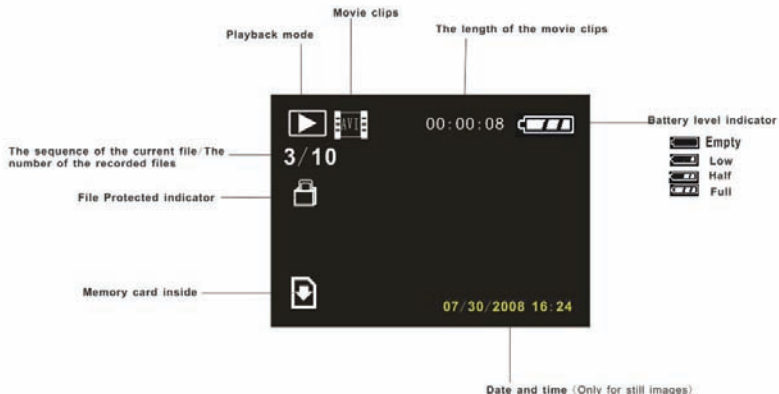 Movie clips
Playback mode
The length of the movie clips
AVI
00:00:08
Battery level indicator
Empty
Low
Half
Full
The sequence of the current file/The
number of the recorded files
3/10
File Protected indicator
Memory card inside
07/30/2008 16:24
Date and time (Only for still images)